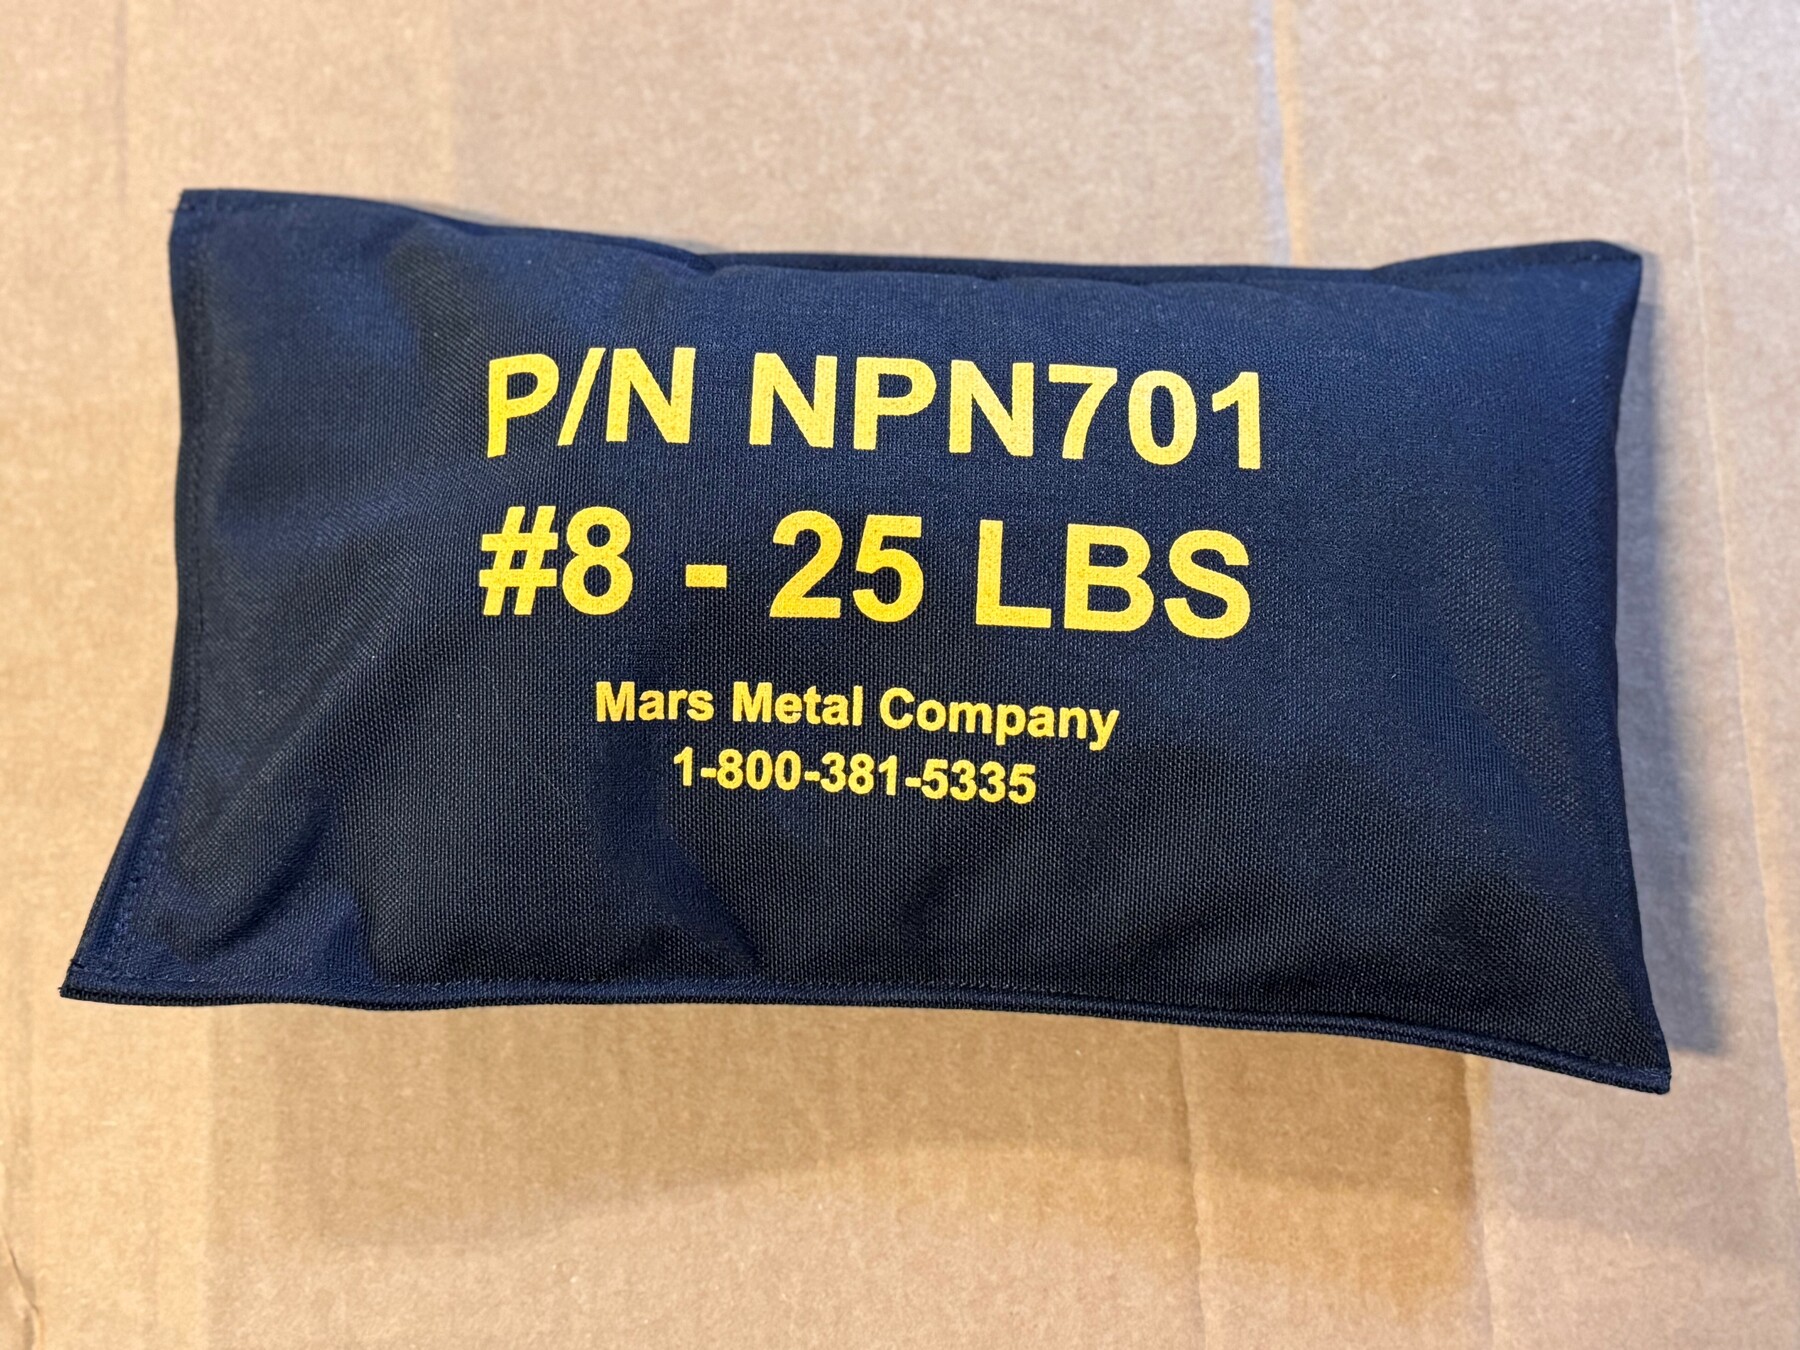 P/N NPN701
#8 - 25 LBS
Mars Metal Company
1-800-381-5335